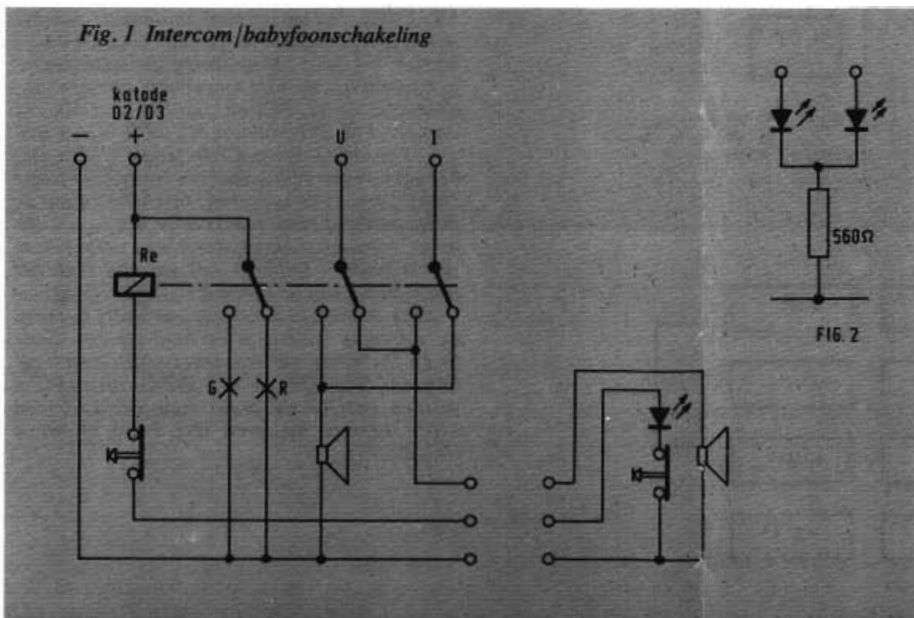 Fig. 1 Intercom/babyfoonschakeling
katode
D2/D3
– +
U
I
Re
560Ω
FIG. 2
G
R